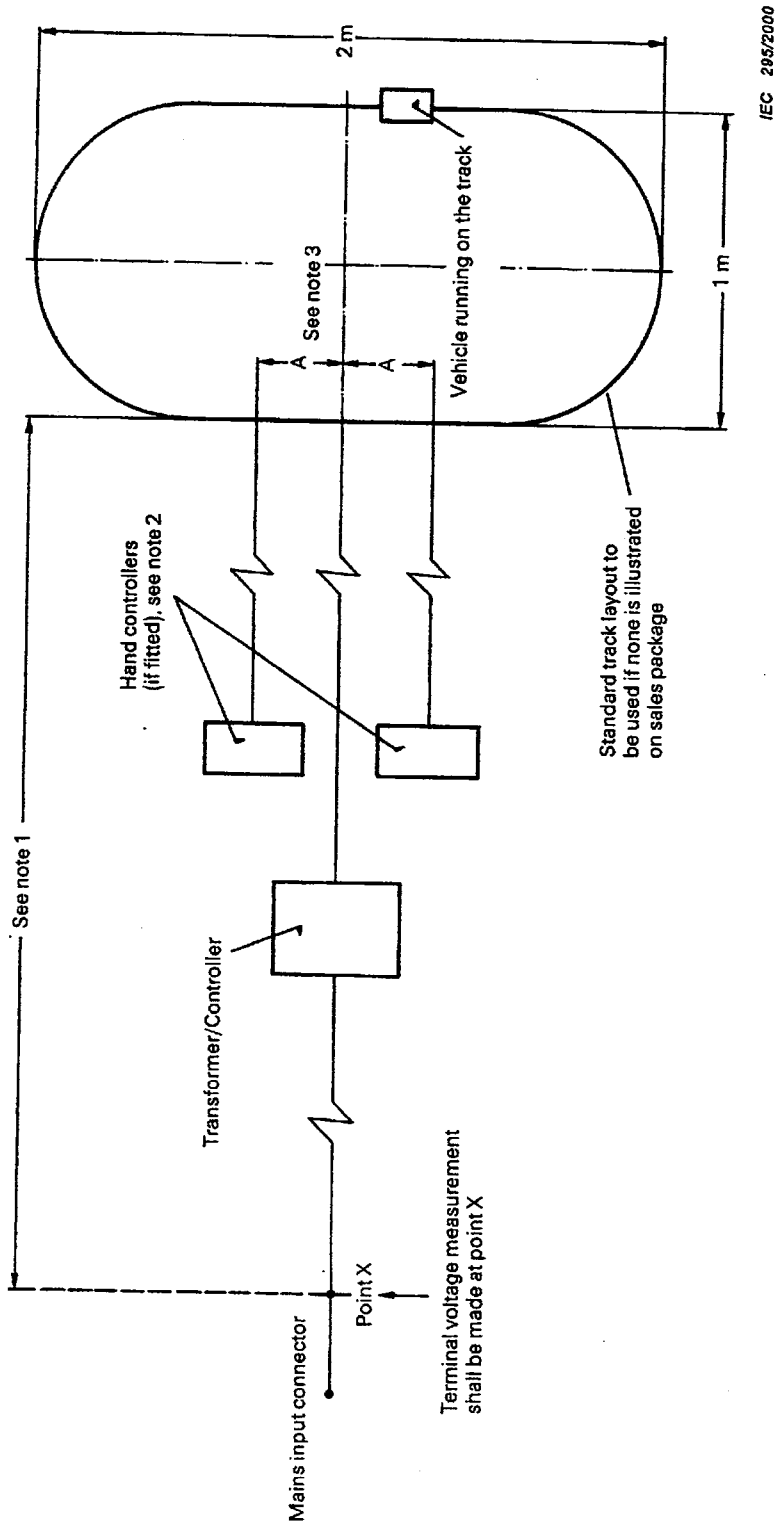 See note 1
Hand controllers
(if fitted), see note 2
Transformer/Controller
Mains input connector
Point X
Terminal voltage measurement
shall be made at point X
A
A
See note 3
Vehicle running on the track
2 m
1 m
Standard track layout to
be used if none is illustrated
on sales package
IEC 295/2000